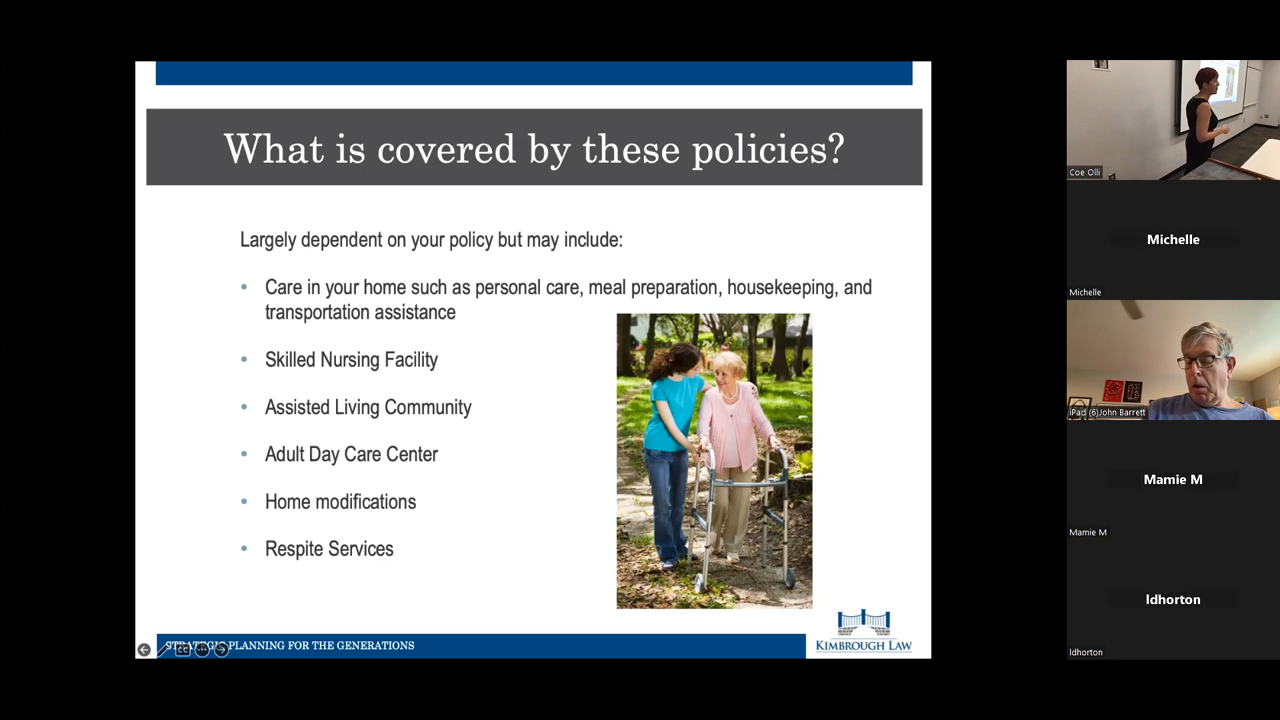 What is covered by these policies?
Largely dependent on your policy but may include:
• Care in your home such as personal care, meal preparation, housekeeping, and
transportation assistance
• Skilled Nursing Facility
• Assisted Living Community
• Adult Day Care Center
• Home modifications
• Respite Services
STRATEGIC PLANNING FOR THE GENERATIONS
KIMBROUGH LAW
Coe Olli
Michelle
Michelle
iPad (6)John Barrett
Mamie M
Mamie M
ldhorton
ldhorton